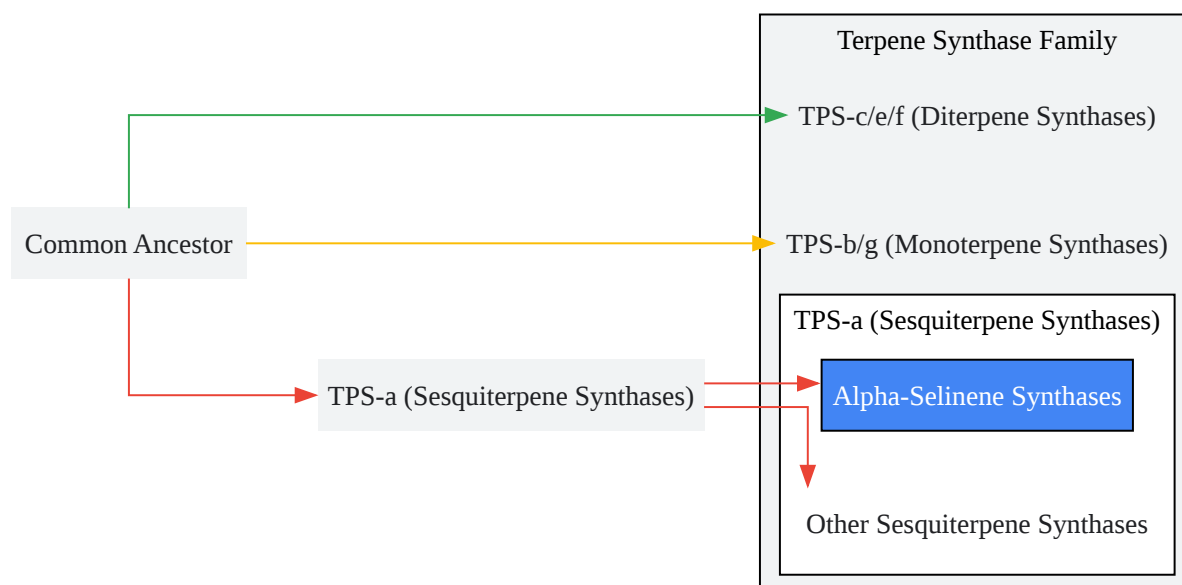 Terpene Synthase Family
TPS-c/e/f (Diterpene Synthases)
Common Ancestor
TPS-b/g (Monoterpene Synthases)
TPS-a (Sesquiterpene Synthases)
TPS-a (Sesquiterpene Synthases)
Alpha-Selinene Synthases
Other Sesquiterpene Synthases